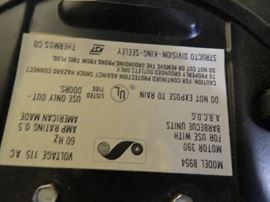 MODEL 8954
MOTOR 390
FOR USE WITH
BARBECUE UNITS
A,B,C,D,G
VOLTAGE 115 AC
60 Hz
AMP RATING 0.5
AMERICAN MADE
DO NOT EXPOSE TO RAIN
UL
LISTED
USE ONLY OUT-
DOORS
FOR PROTECTION AGAINST SHOCK HAZARD CONNECT
TO PROPERLY GROUNDED OUTLETS ONLY
DO NOT CUT OR REMOVE THE GROUNDING PRONG FROM THIS PLUG.
STRUCTO DIVISION-KING-SEELEY
THERMOS CO.